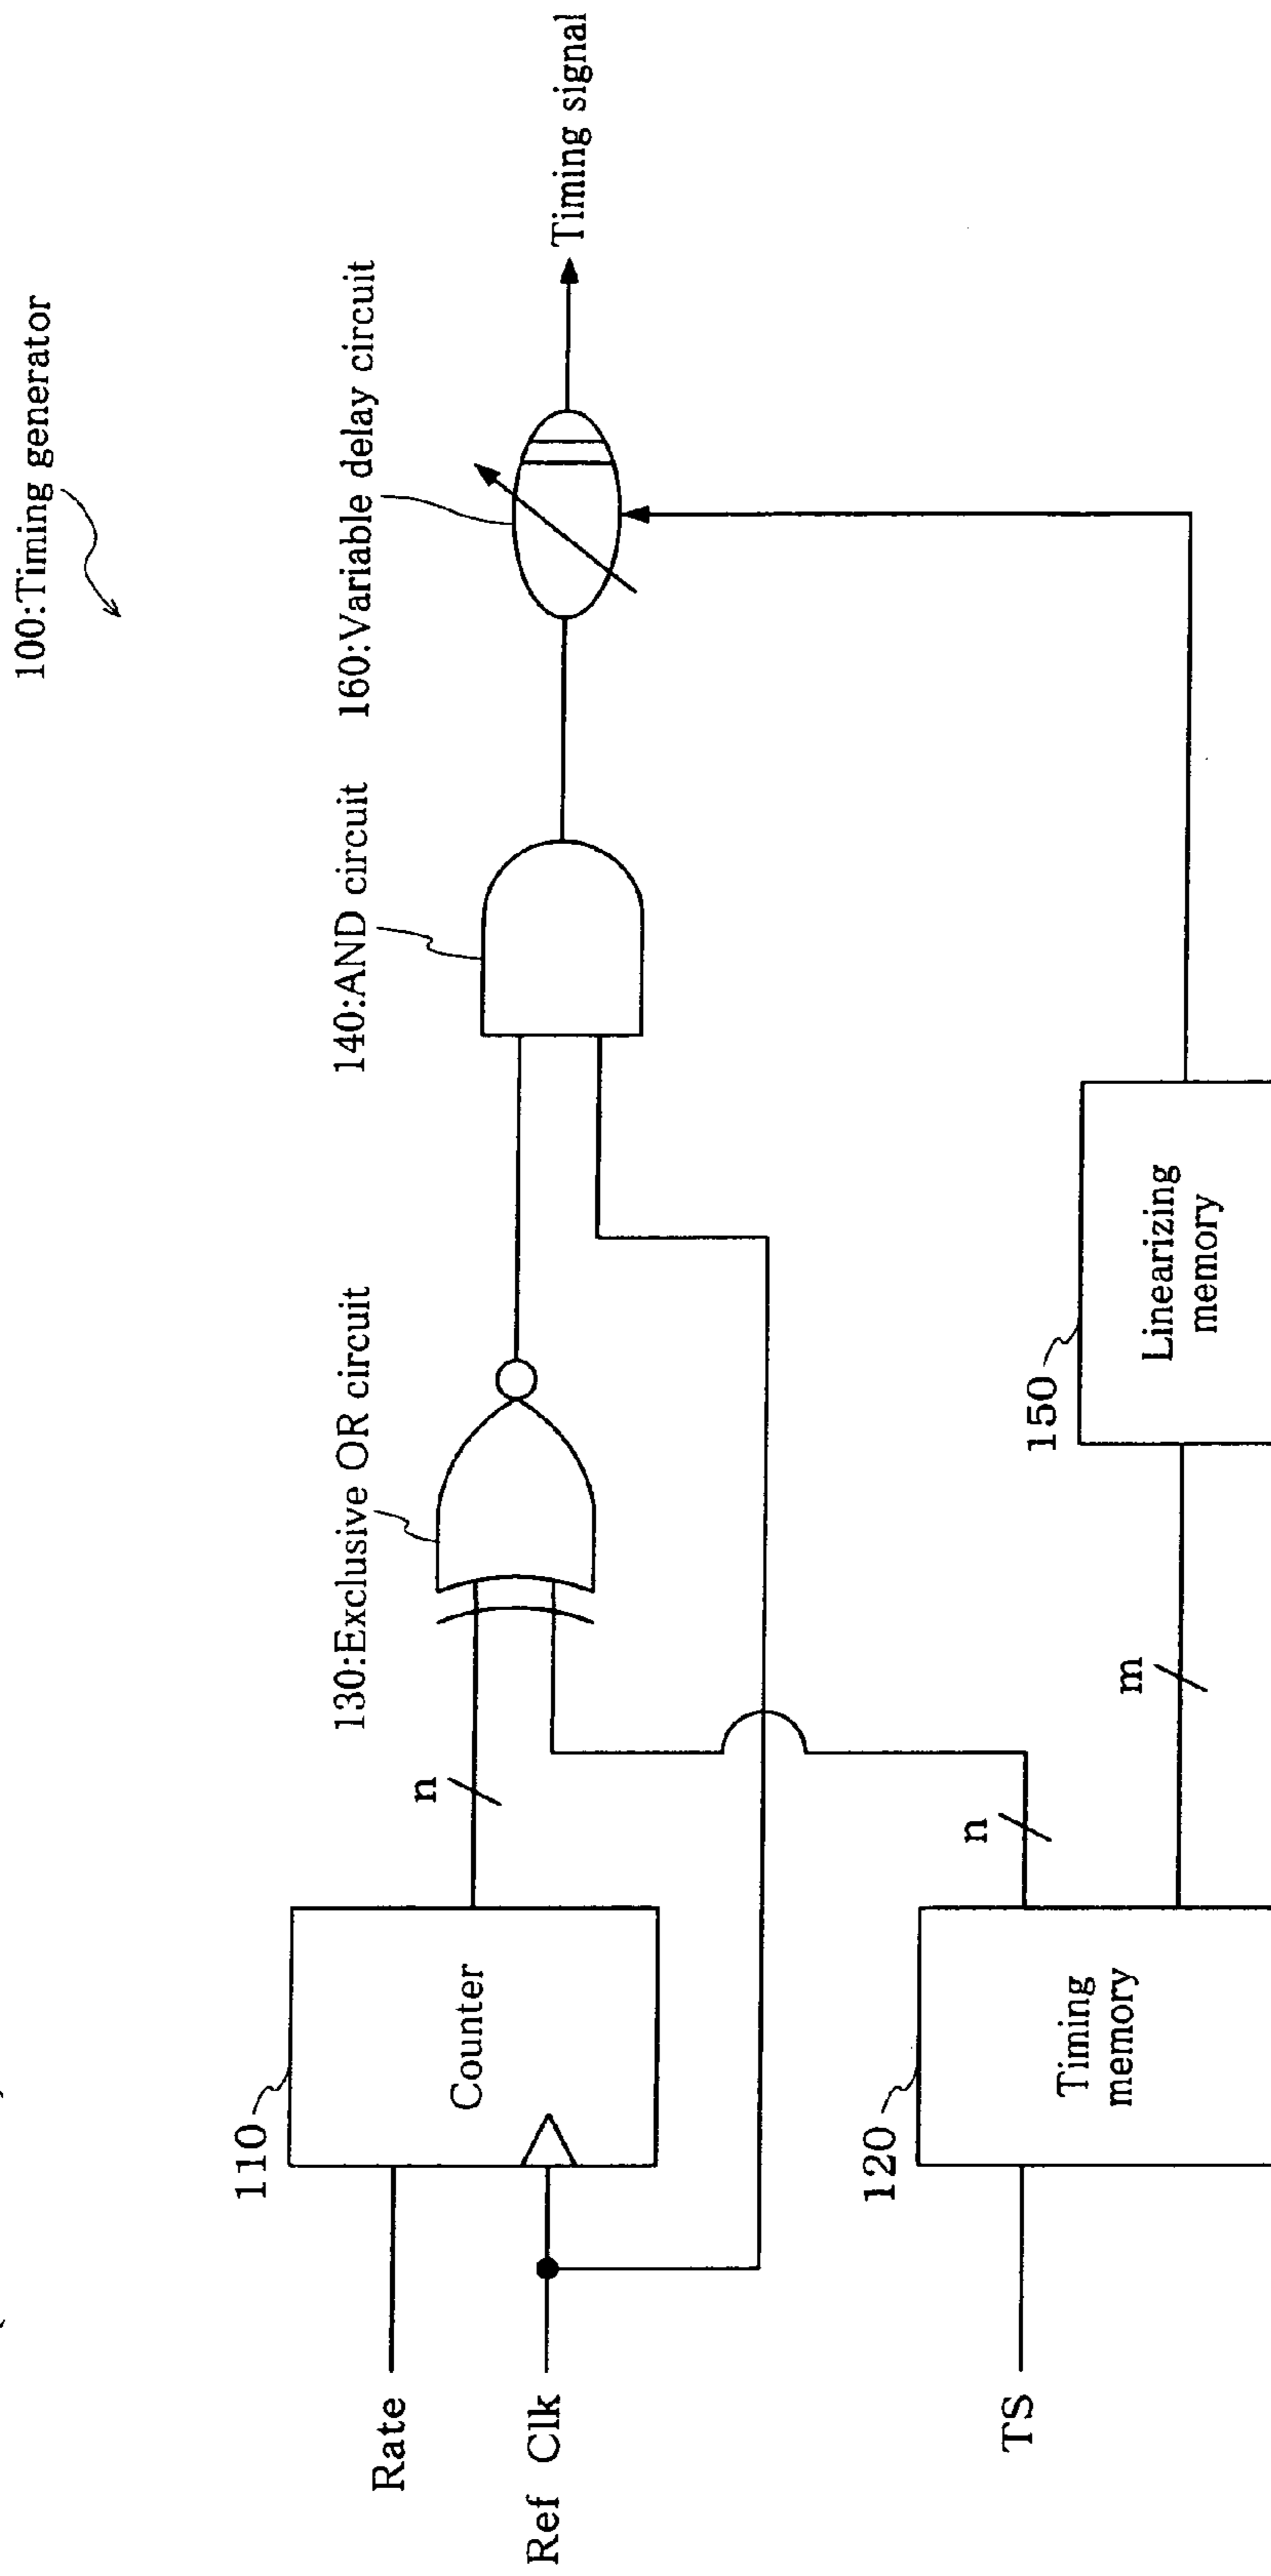 100:Timing generator
110
Counter
n
130:Exclusive OR circuit
140:AND circuit
160:Variable delay circuit
Timing signal
Rate
Ref Clk
120
Timing
memory
n
m
150
Linearizing
memory
TS